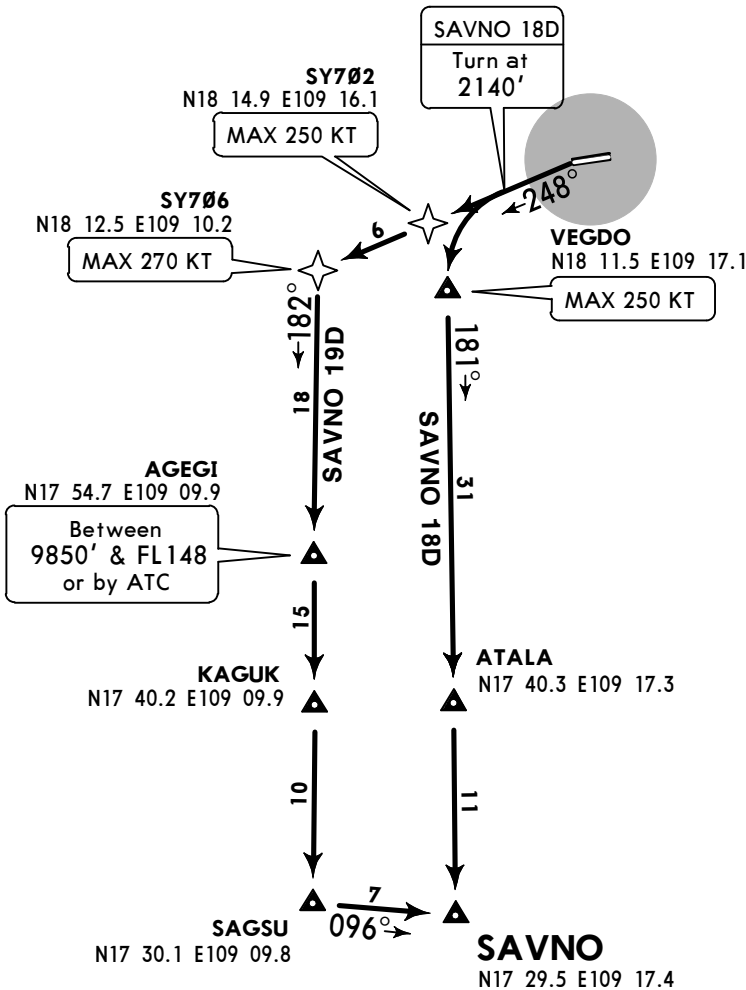 SAVNO 18D
Turn at
2140'
SY7Ø2
N18 14.9 E109 16.1
MAX 250 KT
←248°
SY7Ø6
N18 12.5 E109 10.2
MAX 270 KT
6
VEGDO
N18 11.5 E109 17.1
MAX 250 KT
←182°
18
SAVNO 19D
181°→
31
SAVNO 18D
AGEGI
N17 54.7 E109 09.9
Between
9850' & FL148
or by ATC
15
KAGUK
N17 40.2 E109 09.9
ATALA
N17 40.3 E109 17.3
10
11
SAGSU
N17 30.1 E109 09.8
7
096°→
SAVNO
N17 29.5 E109 17.4